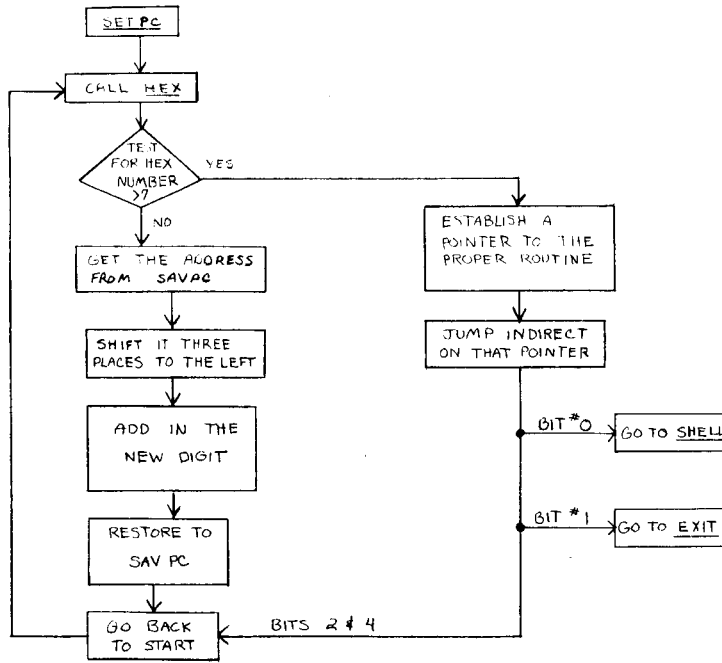 SET PC
CALL HEX
TEST
FOR HEX
NUMBER
>7
YES
NO
GET THE ADDRESS
FROM SAVPC
SHIFT IT THREE
PLACES TO THE LEFT
ADD IN THE
NEW DIGIT
RESTORE TO
SAV PC
GO BACK
TO START
ESTABLISH A
POINTER TO THE
PROPER ROUTINE
JUMP INDIRECT
ON THAT POINTER
BIT #0
GO TO SHELL
BIT #1
GO TO EXIT
BITS 2 & 4